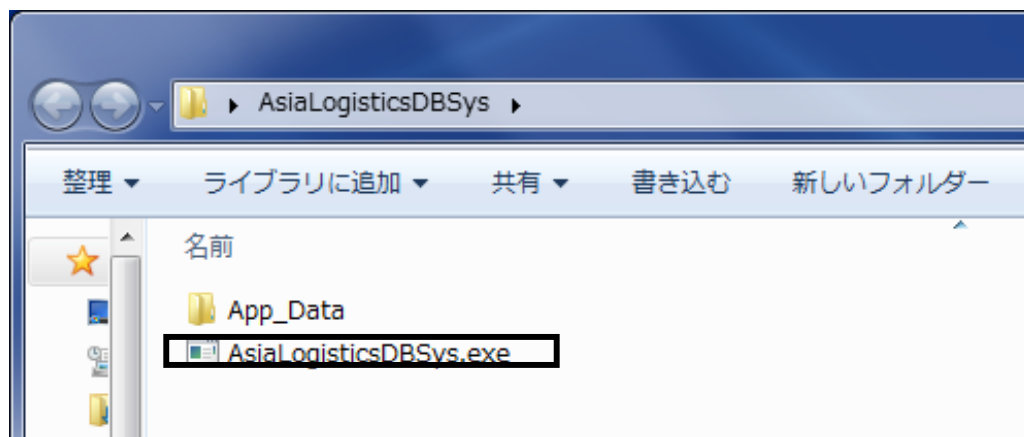 AsiaLogisticsDBSys
整理 ライブラリに追加 共有 書き込む 新しいフォルダー
名前
App_Data
AsiaLogisticsDBSys.exe